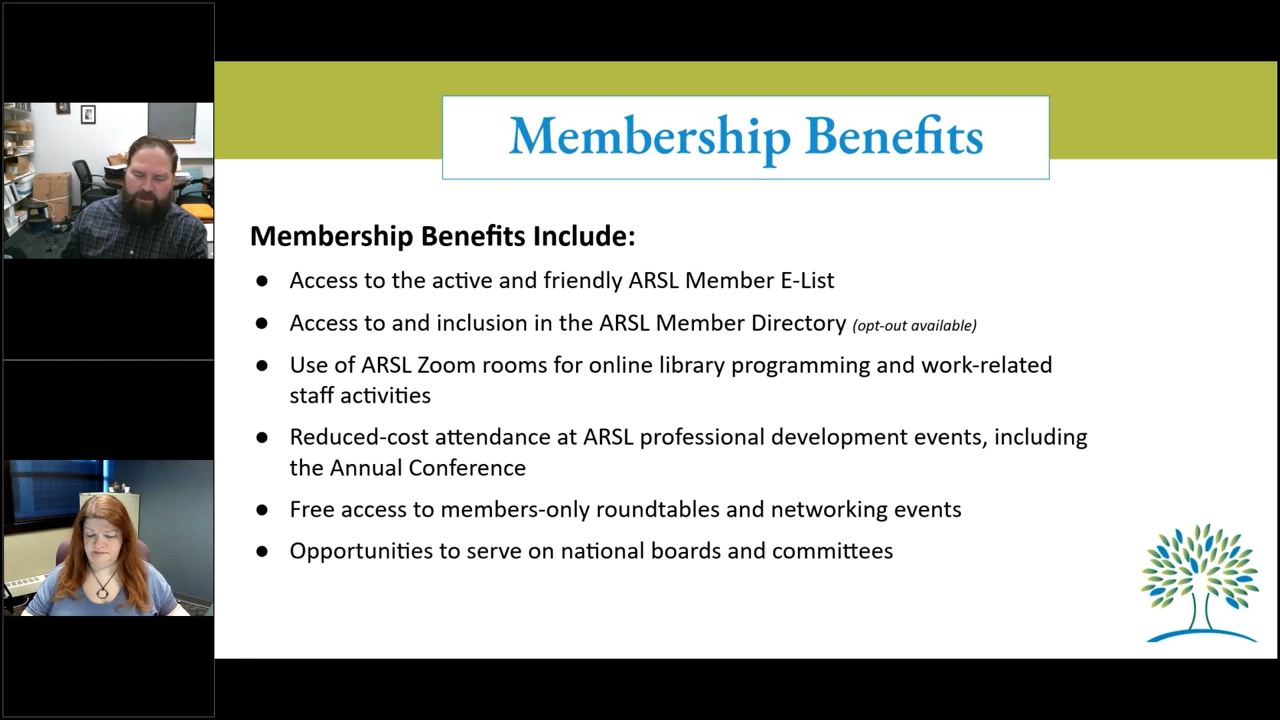 Membership Benefits
Membership Benefits Include:
● Access to the active and friendly ARSL Member E-List
● Access to and inclusion in the ARSL Member Directory (opt-out available)
● Use of ARSL Zoom rooms for online library programming and work-related
staff activities
● Reduced-cost attendance at ARSL professional development events, including
the Annual Conference
● Free access to members-only roundtables and networking events
● Opportunities to serve on national boards and committees